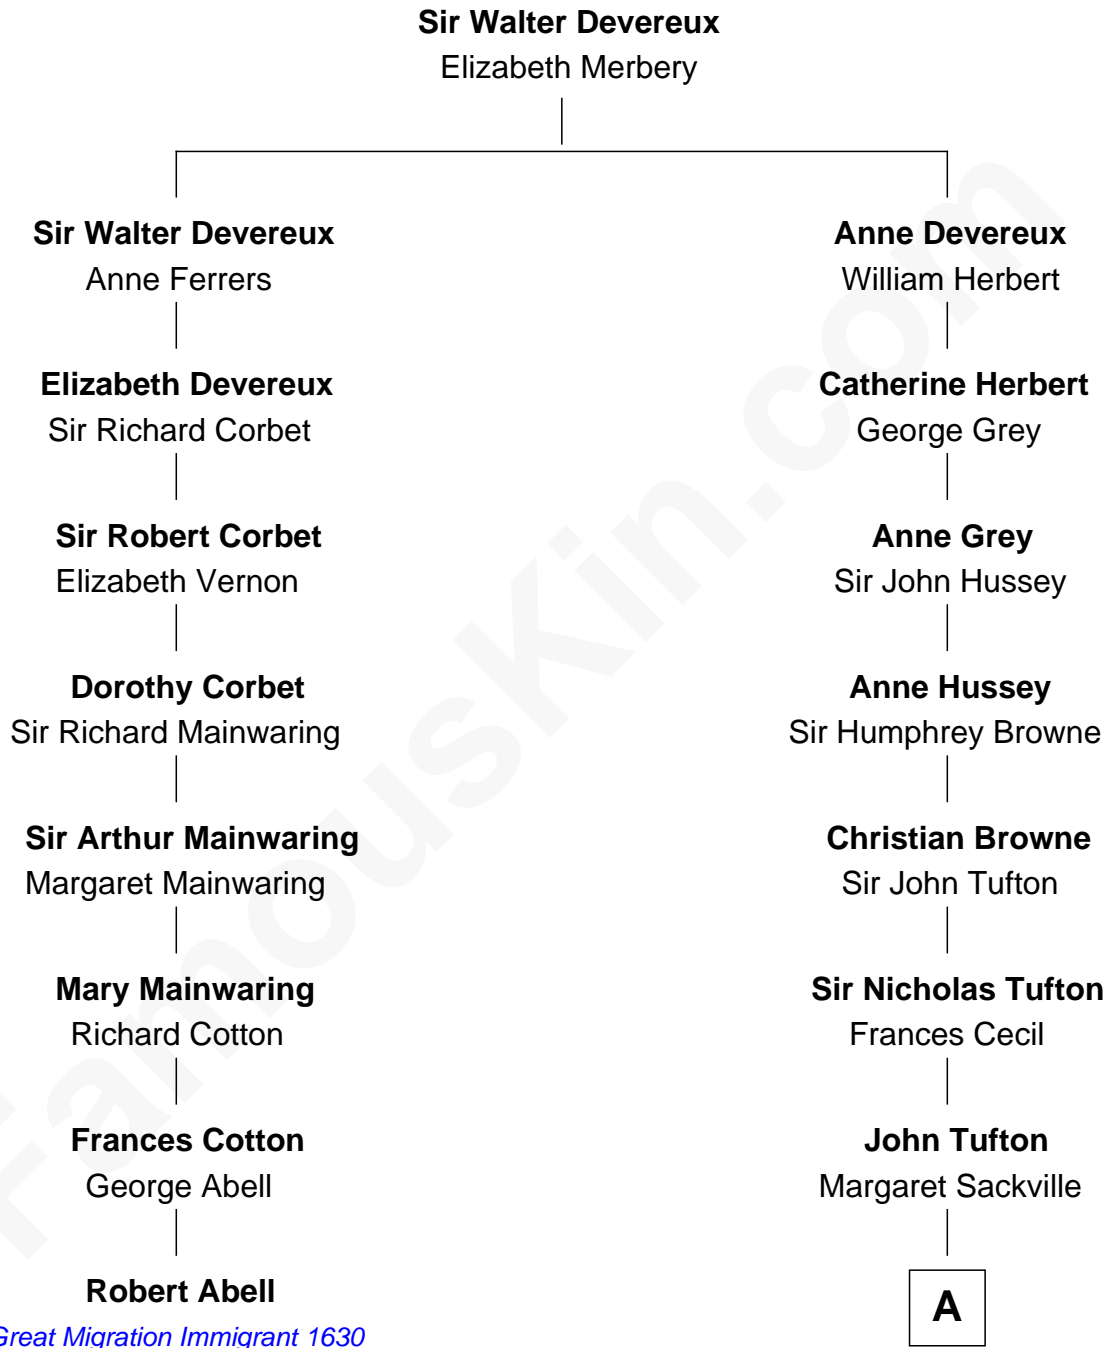 Sir Walter Devereux
Elizabeth Merbery
Sir Walter Devereux
Anne Ferrers
Elizabeth Devereux
Sir Richard Corbet
Sir Robert Corbet
Elizabeth Vernon
Dorothy Corbet
Sir Richard Mainwaring
Sir Arthur Mainwaring
Margaret Mainwaring
Mary Mainwaring
Richard Cotton
Frances Cotton
George Abell
Robert Abell
Great Migration Immigrant 1630
Anne Devereux
William Herbert
Catherine Herbert
George Grey
Anne Grey
Sir John Hussey
Anne Hussey
Sir Humphrey Browne
Christian Browne
Sir John Tufton
Sir Nicholas Tufton
Frances Cecil
John Tufton
Margaret Sackville
A
FamousKin.com